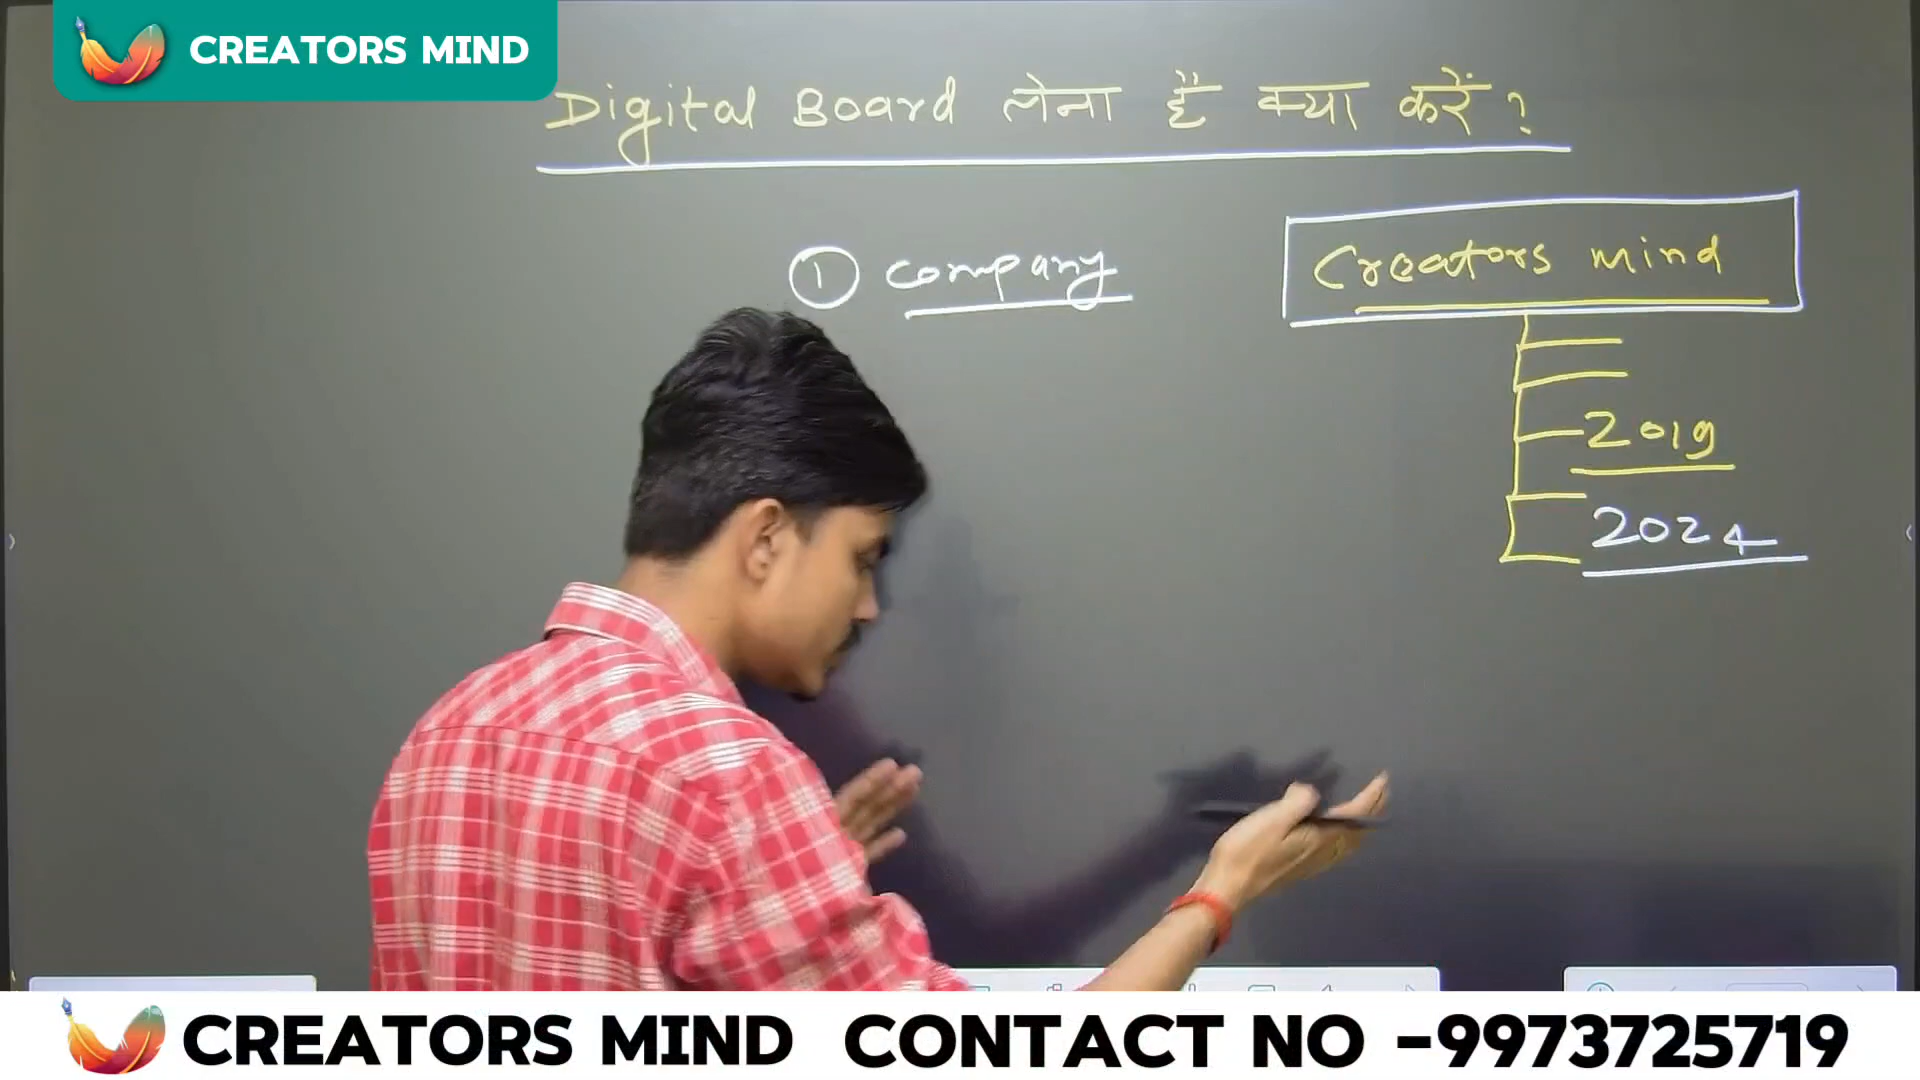 CREATORS MIND
Digital Board लेना हैं क्या करें ?
① company
Creators mind
2019
2024
CREATORS MIND CONTACT NO -9973725719